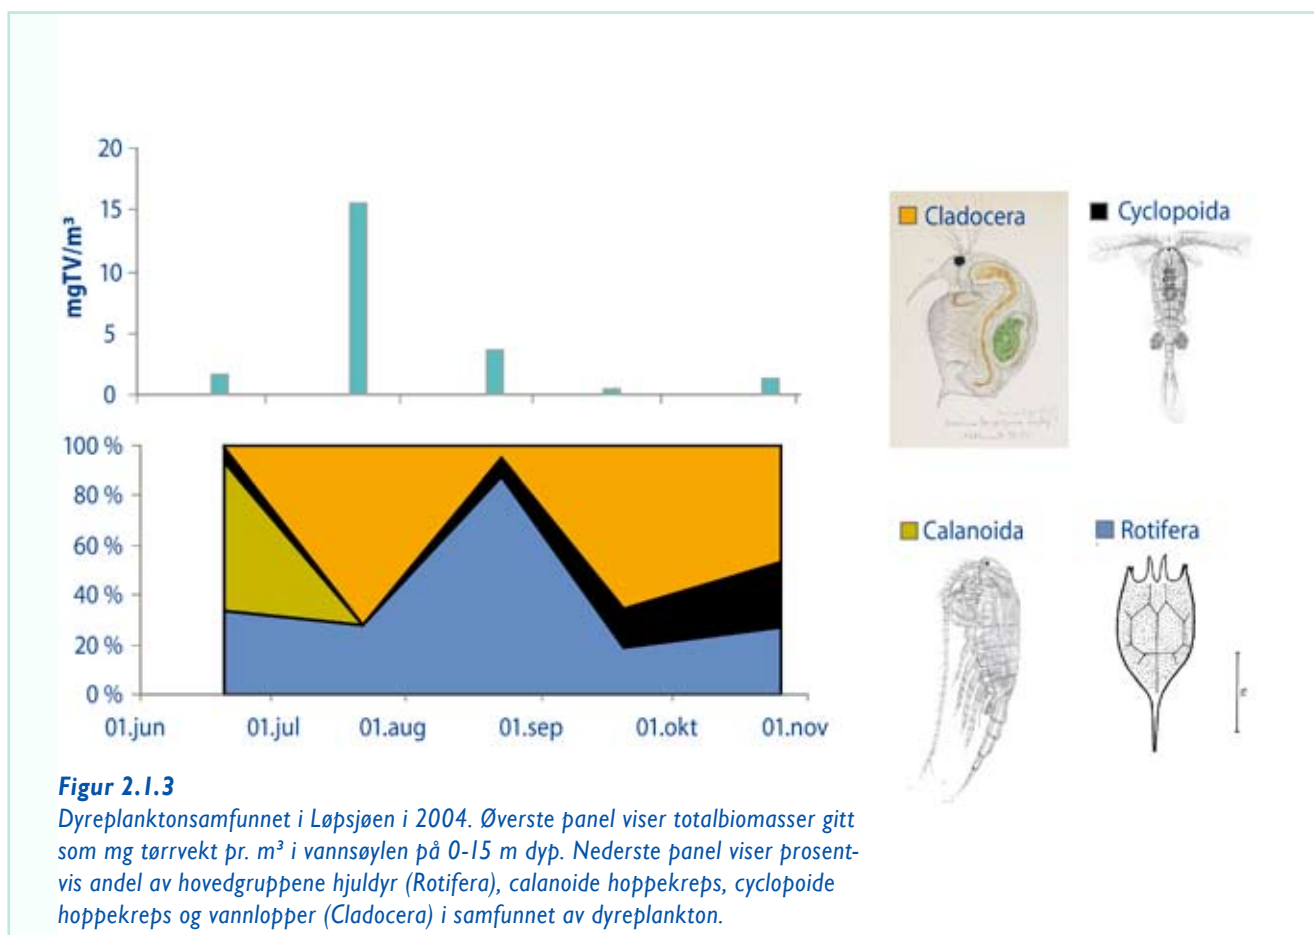 20
15
10
5
0
mgTV/m³
100 %
80 %
60 %
40 %
20 %
0 %
01.jun 01.jul 01.aug 01.sep 01.okt 01.nov
Cladocera
Cyclopoida
Calanoida
Rotifera
Figur 2.1.3
Dyreplanktonsamfunnet i Løpsjøen i 2004. Øverste panel viser totalbiomasser gitt
som mg tørrvekt pr. m³ i vannsøylen på 0-15 m dyp. Nederste panel viser prosent-
vis andel av hovedgruppene hjuldyr (Rotifera), calanoide hoppekreps, cyclopoide
hoppekreps og vannlopper (Cladocera) i samfunnet av dyreplankton.